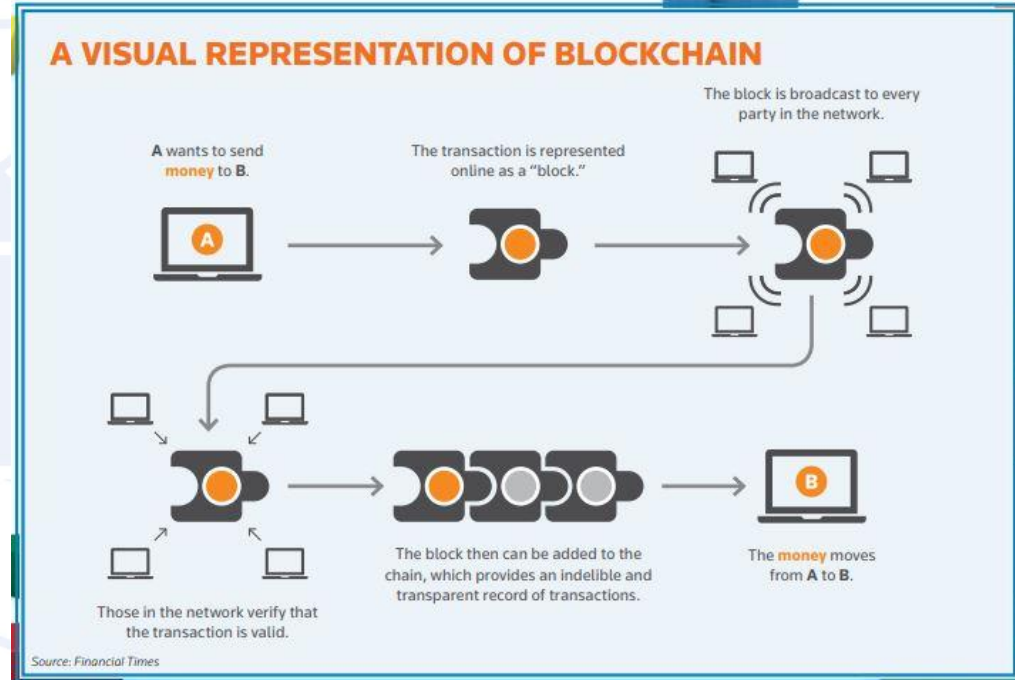 A VISUAL REPRESENTATION OF BLOCKCHAIN
A wants to send
money to B.
The transaction is represented
online as a “block.”
The block is broadcast to every
party in the network.
A
Those in the network verify that
the transaction is valid.
The block then can be added to the
chain, which provides an indelible and
transparent record of transactions.
B
The money moves
from A to B.
Source: Financial Times